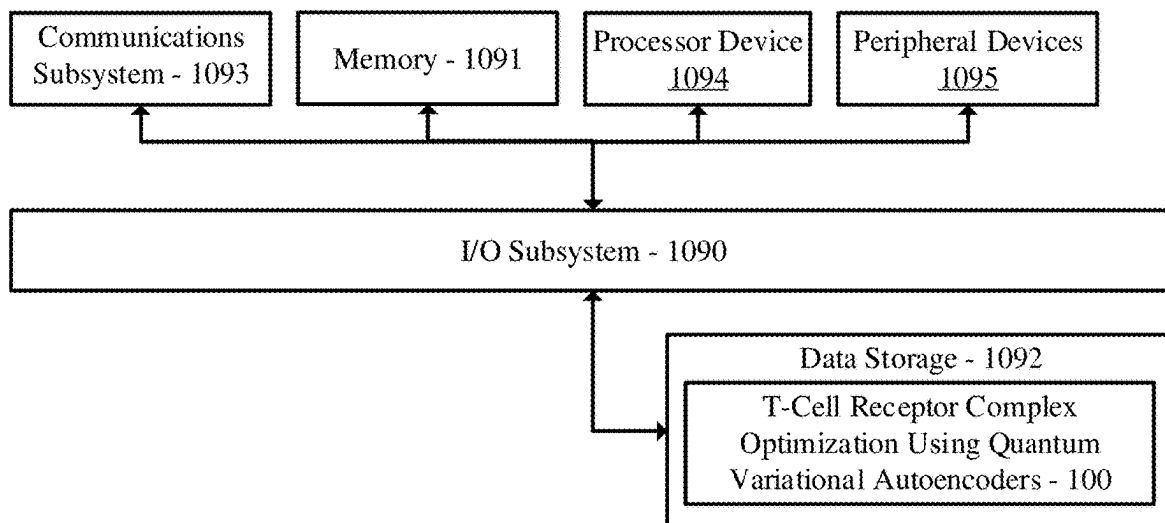 Communications
Subsystem - 1093
Memory - 1091
Processor Device
1094
Peripheral Devices
1095
I/O Subsystem - 1090
Data Storage - 1092
T-Cell Receptor Complex
Optimization Using Quantum
Variational Autoencoders - 100